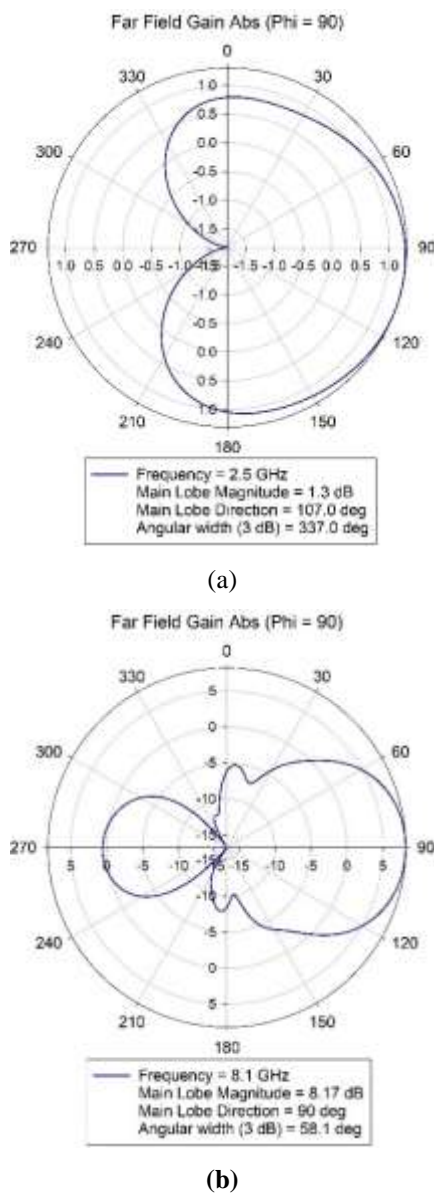 Far Field Gain Abs (Phi = 90)
0
330 30
1.0
0.5
300 60
0.0
-0.5
-1.0
1.5
270 90
1.0 0.5 0.0 -0.5 -1.0 -1.5 -1.0 -0.5 0.0 0.5 1.0
-1.0
-0.5
240 120
0.0
0.5
210 150
1.0
180
Frequency = 2.5 GHz
Main Lobe Magnitude = 1.3 dB
Main Lobe Direction = 107.0 deg
Angular width (3 dB) = 337.0 deg
(a)
Far Field Gain Abs (Phi = 90)
0
330 30
5
0
300 60
-5
-10
-15
270 90
5 0 -5 -10 -15 -15 -10 -5 0 5
-10
240 120
-5
0
210 150
5
180
Frequency = 8.1 GHz
Main Lobe Magnitude = 8.17 dB
Main Lobe Direction = 90 deg
Angular width (3 dB) = 58.1 deg
(b)